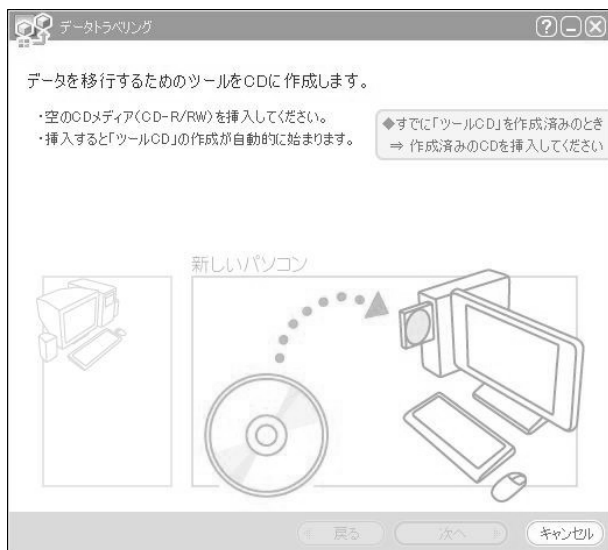 データトラベリング
データを移行するためのツールをCDに作成します。
・空のCDメディア(CD-R/RW)を挿入してください。
・挿入すると「ツールCD」の作成が自動的に始まります。
◆すでに「ツールCD」を作成済みのとき
⇒ 作成済みのCDを挿入してください
新しいパソコン
戻る
次へ
キャンセル